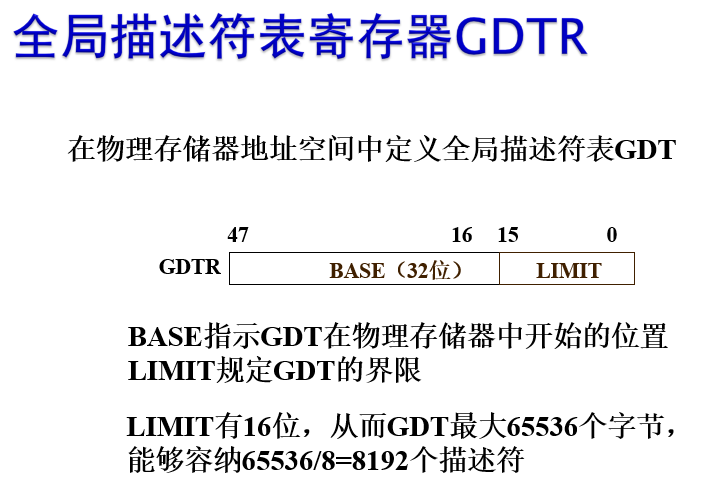 全局描述符表寄存器GDTR
在物理存储器地址空间中定义全局描述符表GDT
47 16 15 0
GDTR BASE（32位） LIMIT
BASE指示GDT在物理存储器中开始的位置
LIMIT规定GDT的界限
LIMIT有16位，从而GDT最大65536个字节，
能够容纳65536/8=8192个描述符